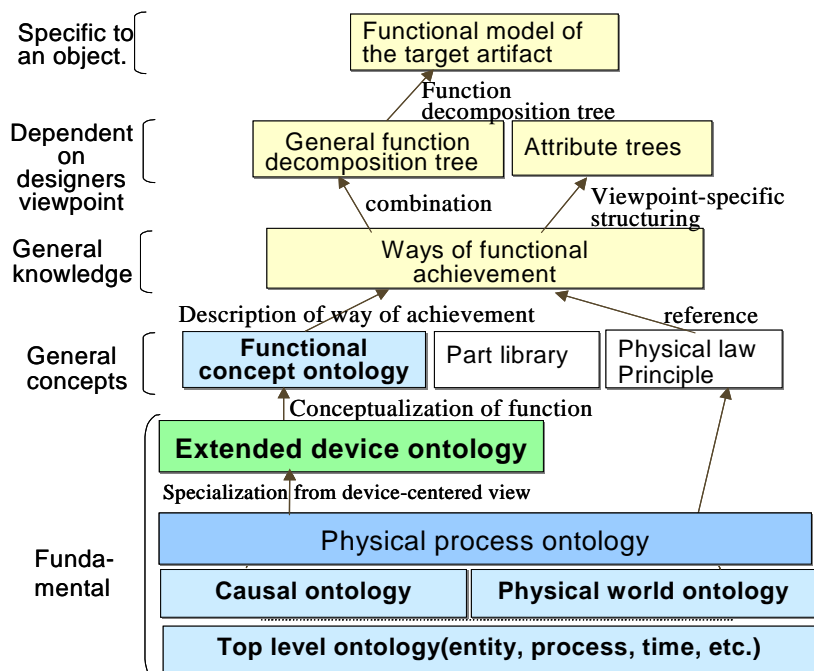 Specific to
an object.
Functional model of
the target artifact
Function
decomposition tree
Dependent
on
designers
viewpoint
General function
decomposition tree
Attribute trees
combination
Viewpoint-specific
structuring
General
knowledge
Ways of functional
achievement
Description of way of achievement
reference
General
concepts
Functional
concept ontology
Part library
Physical law
Principle
Conceptualization of function
Extended device ontology
Specialization from device-centered view
Funda-
mental
Physical process ontology
Causal ontology
Physical world ontology
Top level ontology(entity, process, time, etc.)